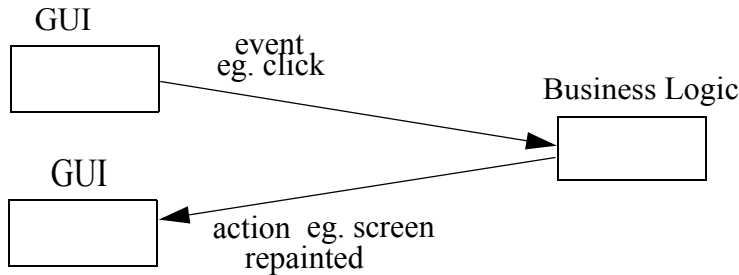 GUI
event
eg. click
Business Logic
GUI
action  eg. screen
repainted